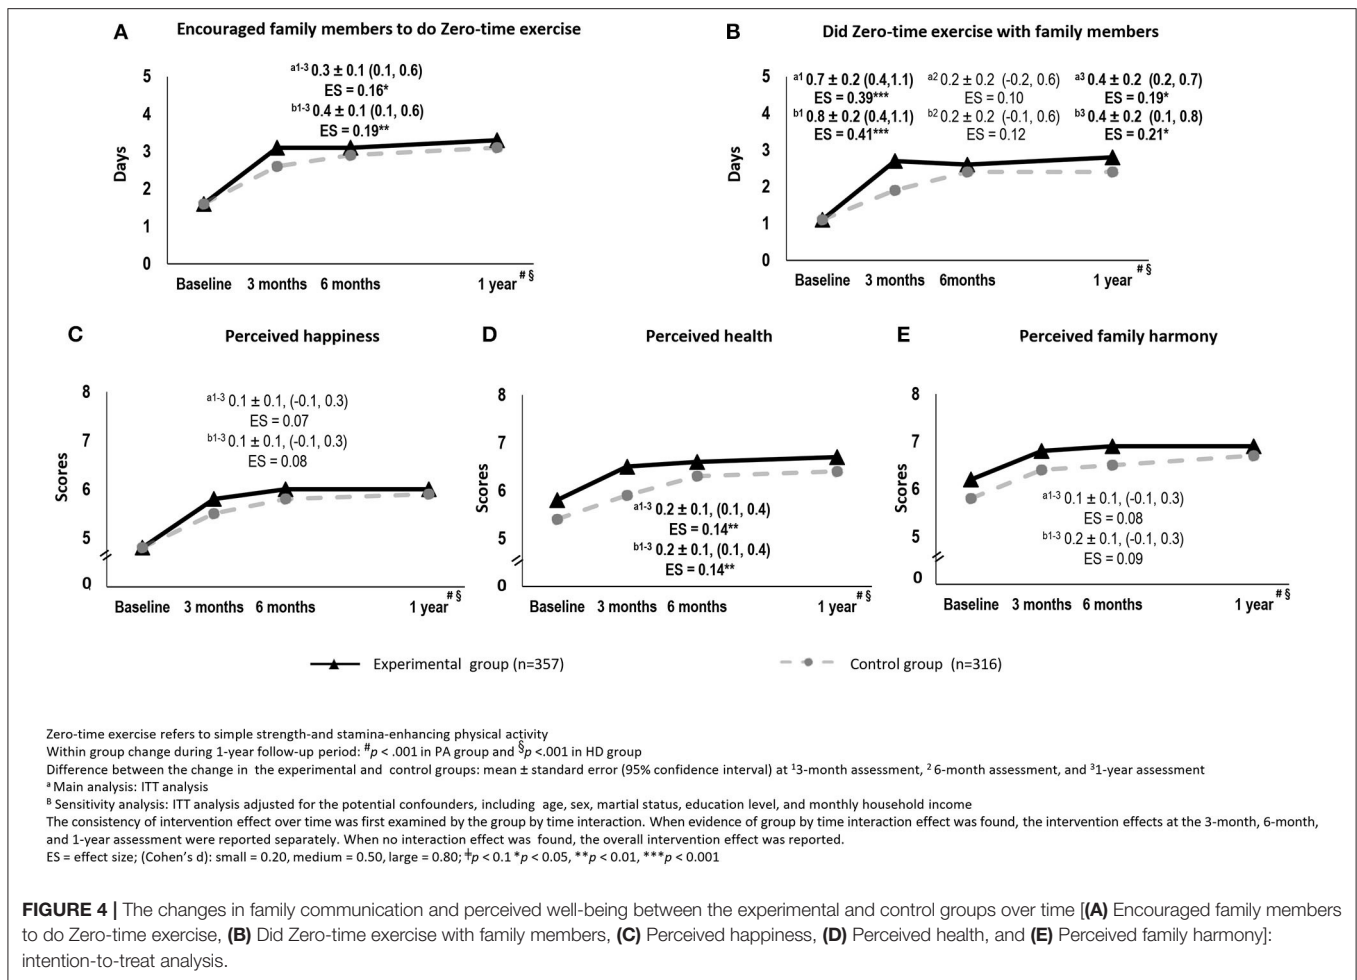 A Encouraged family members to do Zero-time exercise
a1-3 0.3 ± 0.1 (0.1, 0.6)
ES = 0.16*
b1-3 0.4 ± 0.1 (0.1, 0.6)
ES = 0.19**
Days
5
4
3
2
1
0
Baseline 3 months 6 months 1 year # §
B Did Zero-time exercise with family members
a1 0.7 ± 0.2 (0.4,1.1) a2 0.2 ± 0.2 (-0.2, 0.6) a3 0.4 ± 0.2 (0.2, 0.7)
ES = 0.39*** ES = 0.10 ES = 0.19*
b1 0.8 ± 0.2 (0.4,1.1) b2 0.2 ± 0.2 (-0.1, 0.6) b3 0.4 ± 0.2 (0.1, 0.8)
ES = 0.41*** ES = 0.12 ES = 0.21*
Days
5
4
3
2
1
0
Baseline 3 months 6months 1 year # §
C Perceived happiness
a1-3 0.1 ± 0.1, (-0.1, 0.3)
ES = 0.07
b1-3 0.1 ± 0.1, (-0.1, 0.3)
ES = 0.08
Scores
8
7
6
5
0
Baseline 3 months 6 months 1 year # §
D Perceived health
Scores
8
7
6
5
0
a1-3 0.2 ± 0.1, (0.1, 0.4)
ES = 0.14**
b1-3 0.2 ± 0.1, (0.1, 0.4)
ES = 0.14**
Baseline 3 months 6 months 1 year # §
E Perceived family harmony
Scores
8
7
6
5
0
a1-3 0.1 ± 0.1, (-0.1, 0.3)
ES = 0.08
b1-3 0.2 ± 0.1, (-0.1, 0.3)
ES = 0.09
Baseline 3 months 6 months 1 year # §
Experimental group (n=357) Control group (n=316)
Zero-time exercise refers to simple strength-and stamina-enhancing physical activity
Within group change during 1-year follow-up period: #p < .001 in PA group and §p <.001 in HD group
Difference between the change in the experimental and control groups: mean ± standard error (95% confidence interval) at 13-month assessment, 2 6-month assessment, and 31-year assessment
a Main analysis: ITT analysis
B Sensitivity analysis: ITT analysis adjusted for the potential confounders, including age, sex, martial status, education level, and monthly household income
The consistency of intervention effect over time was first examined by the group by time interaction. When evidence of group by time interaction effect was found, the intervention effects at the 3-month, 6-month,
and 1-year assessment were reported separately. When no interaction effect was found, the overall intervention effect was reported.
ES = effect size; (Cohen's d): small = 0.20, medium = 0.50, large = 0.80; ‡p < 0.1 *p < 0.05, **p < 0.01, ***p < 0.001
FIGURE 4 | The changes in family communication and perceived well-being between the experimental and control groups over time [(A) Encouraged family members
to do Zero-time exercise, (B) Did Zero-time exercise with family members, (C) Perceived happiness, (D) Perceived health, and (E) Perceived family harmony]:
intention-to-treat analysis.